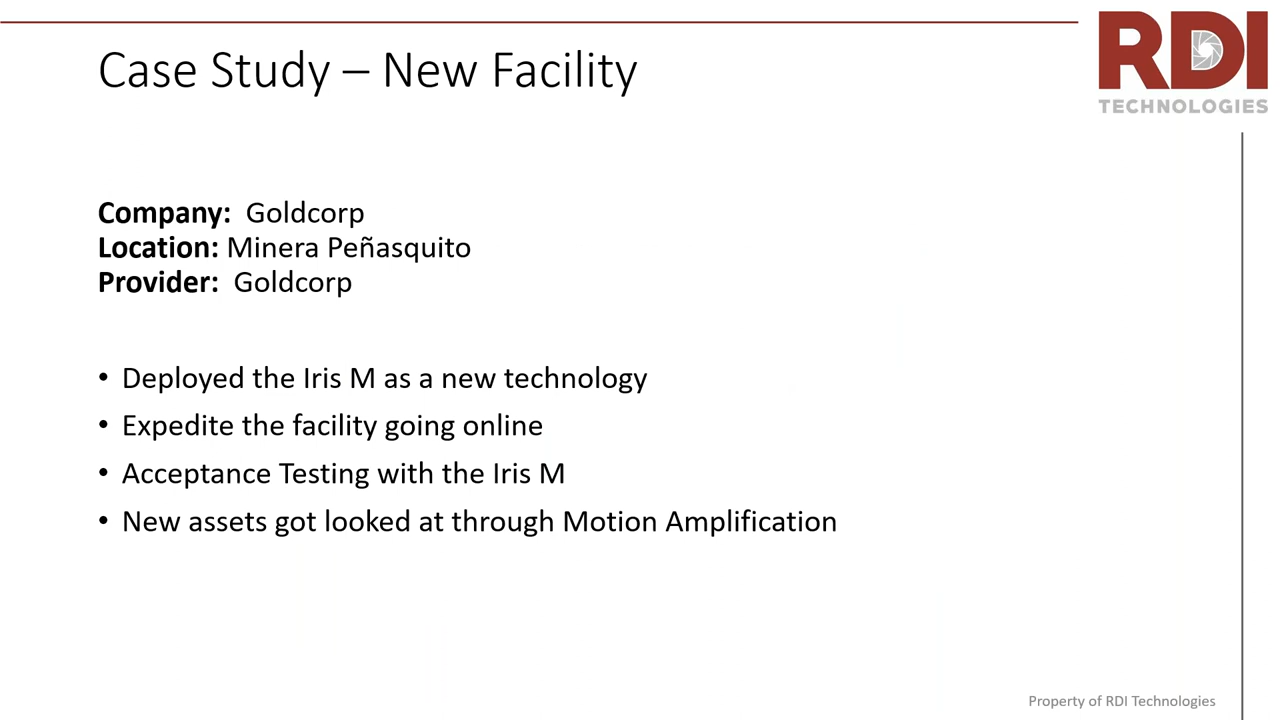 Case Study – New Facility
RDI
TECHNOLOGIES
Company: Goldcorp
Location: Minera Peñasquito
Provider: Goldcorp
• Deployed the Iris M as a new technology
• Expedite the facility going online
• Acceptance Testing with the Iris M
• New assets got looked at through Motion Amplification
Property of RDI Technologies